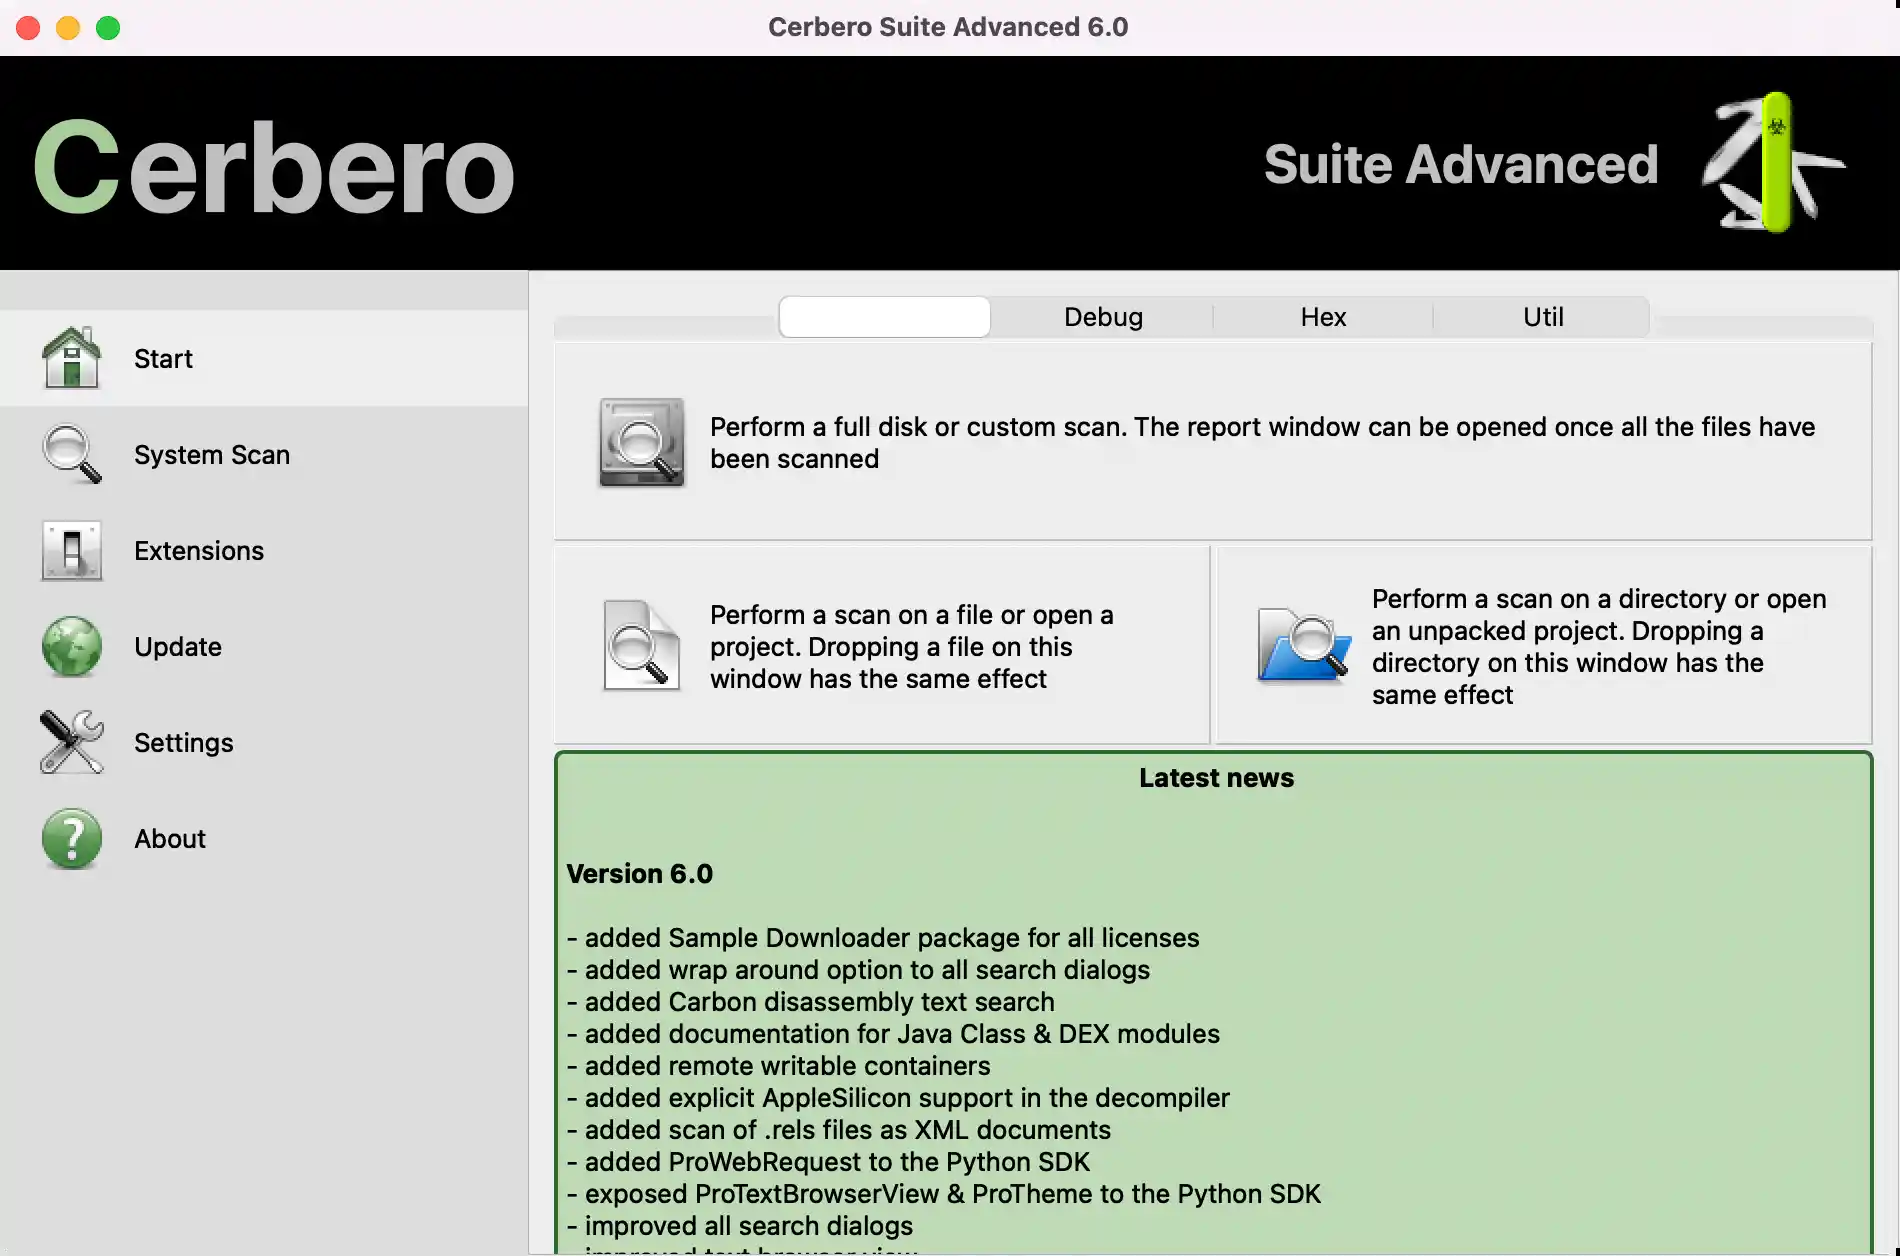 Cerbero Suite Advanced 6.0
Cerbero
Suite Advanced
Start
System Scan
Extensions
Update
Settings
About
Debug
Hex
Util
Perform a full disk or custom scan. The report window can be opened once all the files have
been scanned
Perform a scan on a file or open a
project. Dropping a file on this
window has the same effect
Perform a scan on a directory or open
an unpacked project. Dropping a
directory on this window has the
same effect
Latest news
Version 6.0
- added Sample Downloader package for all licenses
- added wrap around option to all search dialogs
- added Carbon disassembly text search
- added documentation for Java Class & DEX modules
- added remote writable containers
- added explicit AppleSilicon support in the decompiler
- added scan of .rels files as XML documents
- added ProWebRequest to the Python SDK
- exposed ProTextBrowserView & ProTheme to the Python SDK
- improved all search dialogs
- improved text browser view